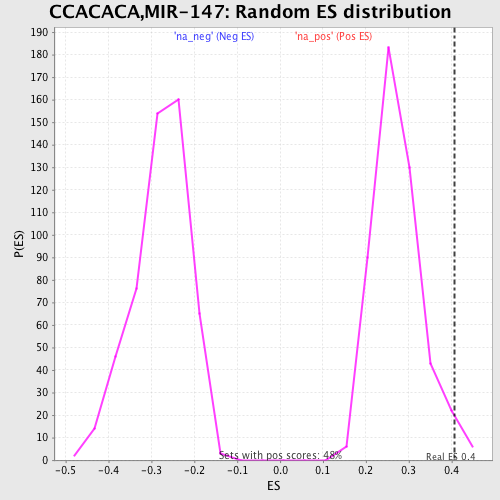 CCACACA,MIR-147: Random ES distribution
'na_neg' (Neg ES) 'na_pos' (Pos ES)
190
180
170
160
150
140
130
120
110
100
90
80
70
60
50
40
30
20
10
0
P(ES)
Sets with pos scores: 48%
Real ES 0.4
-0.5 -0.4 -0.3 -0.2 -0.1 0.0 0.1 0.2 0.3 0.4
ES